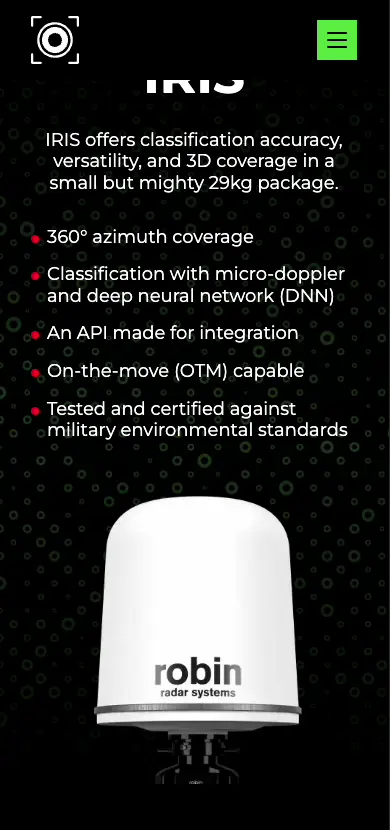 IRIS
IRIS offers classification accuracy,
versatility, and 3D coverage in a
small but mighty 29kg package.
360° azimuth coverage
Classification with micro-doppler
and deep neural network (DNN)
An API made for integration
On-the-move (OTM) capable
Tested and certified against
military environmental standards
robin
radar systems